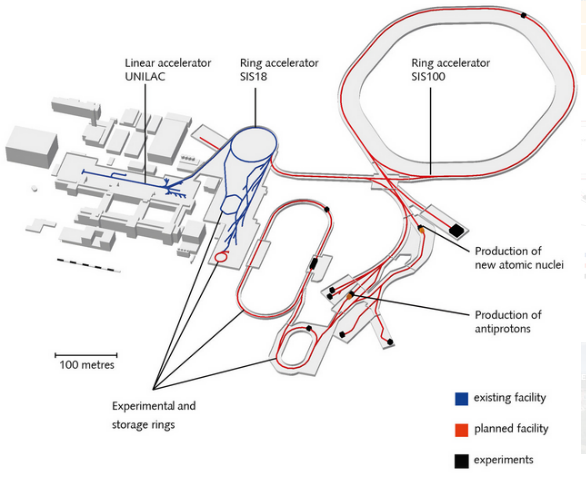 Linear accelerator
UNILAC
Ring accelerator
SIS18
Ring accelerator
SIS100
Production of
new atomic nuclei
Production of
antiprotons
100 metres
Experimental and
storage rings
existing facility
planned facility
experiments